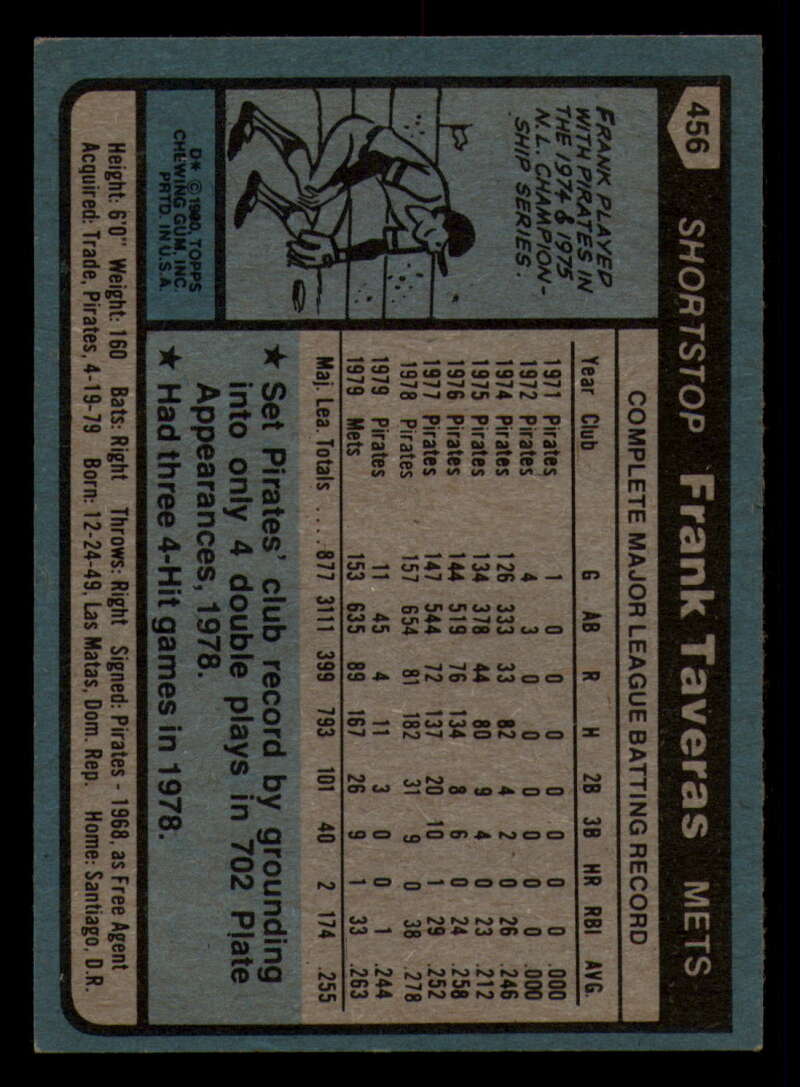 456 SHORTSTOP Frank Taveras METS
FRANK PLAYED
WITH PIRATES IN
THE 1974 & 1975
N.L. CHAMPION-
SHIP SERIES.
D* © 1980, TOPPS
CHEWING GUM, INC.
PRTD. IN U.S.A.
COMPLETE MAJOR LEAGUE BATTING RECORD
Year Club G AB R H 2B 3B HR RBI AVG.
1971 Pirates 1 0 0 0 0 0 0 0 .000
1972 Pirates 4 3 0 0 0 0 0 0 .000
1974 Pirates 126 333 33 82 4 2 0 26 .246
1975 Pirates 134 378 44 80 9 4 0 23 .212
1976 Pirates 144 519 76 134 8 6 0 24 .258
1977 Pirates 147 544 72 137 20 10 1 29 .252
1978 Pirates 157 654 81 182 31 9 0 38 .278
1979 Pirates 11 45 4 11 3 0 0 1 .244
1979 Mets 153 635 89 167 26 9 1 33 .263
Maj. Lea. Totals .... 877 3111 399 793 101 40 2 174 .255
★ Set Pirates' club record by grounding
into only 4 double plays in 702 Plate
Appearances, 1978.
★ Had three 4-Hit games in 1978.
Height: 6'0" Weight: 160 Bats: Right Throws: Right Signed: Pirates - 1968, as Free Agent
Acquired: Trade, Pirates, 4-19-79 Born: 12-24-49, Las Matas, Dom. Rep. Home: Santiago, D.R.